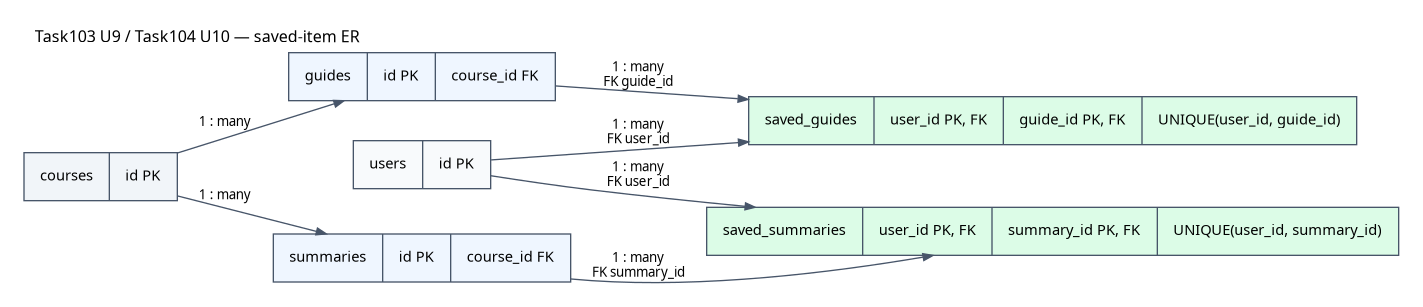 Task103 U9 / Task104 U10 — saved-item ER
guides
id PK
course_id FK
1 : many
FK guide_id
saved_guides
user_id PK, FK
guide_id PK, FK
UNIQUE(user_id, guide_id)
1 : many
1 : many
FK user_id
users
id PK
courses
id PK
1 : many
FK user_id
1 : many
saved_summaries
user_id PK, FK
summary_id PK, FK
UNIQUE(user_id, summary_id)
summaries
id PK
course_id FK
1 : many
FK summary_id